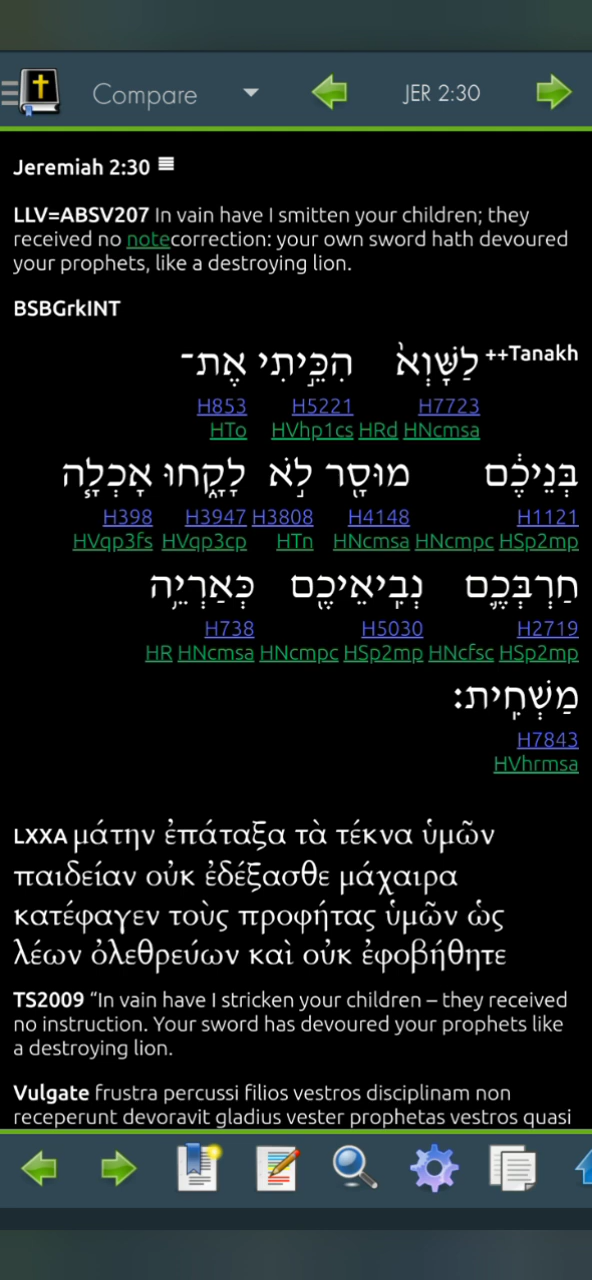 Compare
JER 2:30
Jeremiah 2:30
LLV=ABSV207 In vain have I smitten your children; they
received no notecorrection: your own sword hath devoured
your prophets, like a destroying lion.
BSBGrkINT
++Tanakh לַשָּׁוְא֙ הִכֵּ֣יתִי אֶת־
H853 H5221 H7723
HTo HVhp1cs HRd HNcmsa
בְּנֵיכֶ֔ם מוּסָ֖ר לֹ֣א לָקָ֑חוּ אָכְלָ֧ה
H398 H3947 H3808 H4148 H1121
HVqp3fs HVqp3cp HTn HNcmsa HNcmpc HSp2mp
חַרְבְּכֶ֛ם נְבִֽיאֵיכֶ֖ם כְּאַרְיֵ֥ה
H738 H5030 H2719
HR HNcmsa HNcmpc HSp2mp HNcfsc HSp2mp
מַשְׁחִֽית׃
H7843
HVhrmsa
LXXA μάτην ἐπάταξα τὰ τέκνα ὑμῶν
παιδείαν οὐκ ἐδέξασθε μάχαιρα
κατέφαγεν τοὺς προφήτας ὑμῶν ὡς
λέων ὀλεθρεύων καὶ οὐκ ἐφοβήθητε
TS2009 “In vain have I stricken your children – they received
no instruction. Your sword has devoured your prophets like
a destroying lion.
Vulgate frustra percussi filios vestros disciplinam non
receperunt devoravit gladius vester prophetas vestros quasi